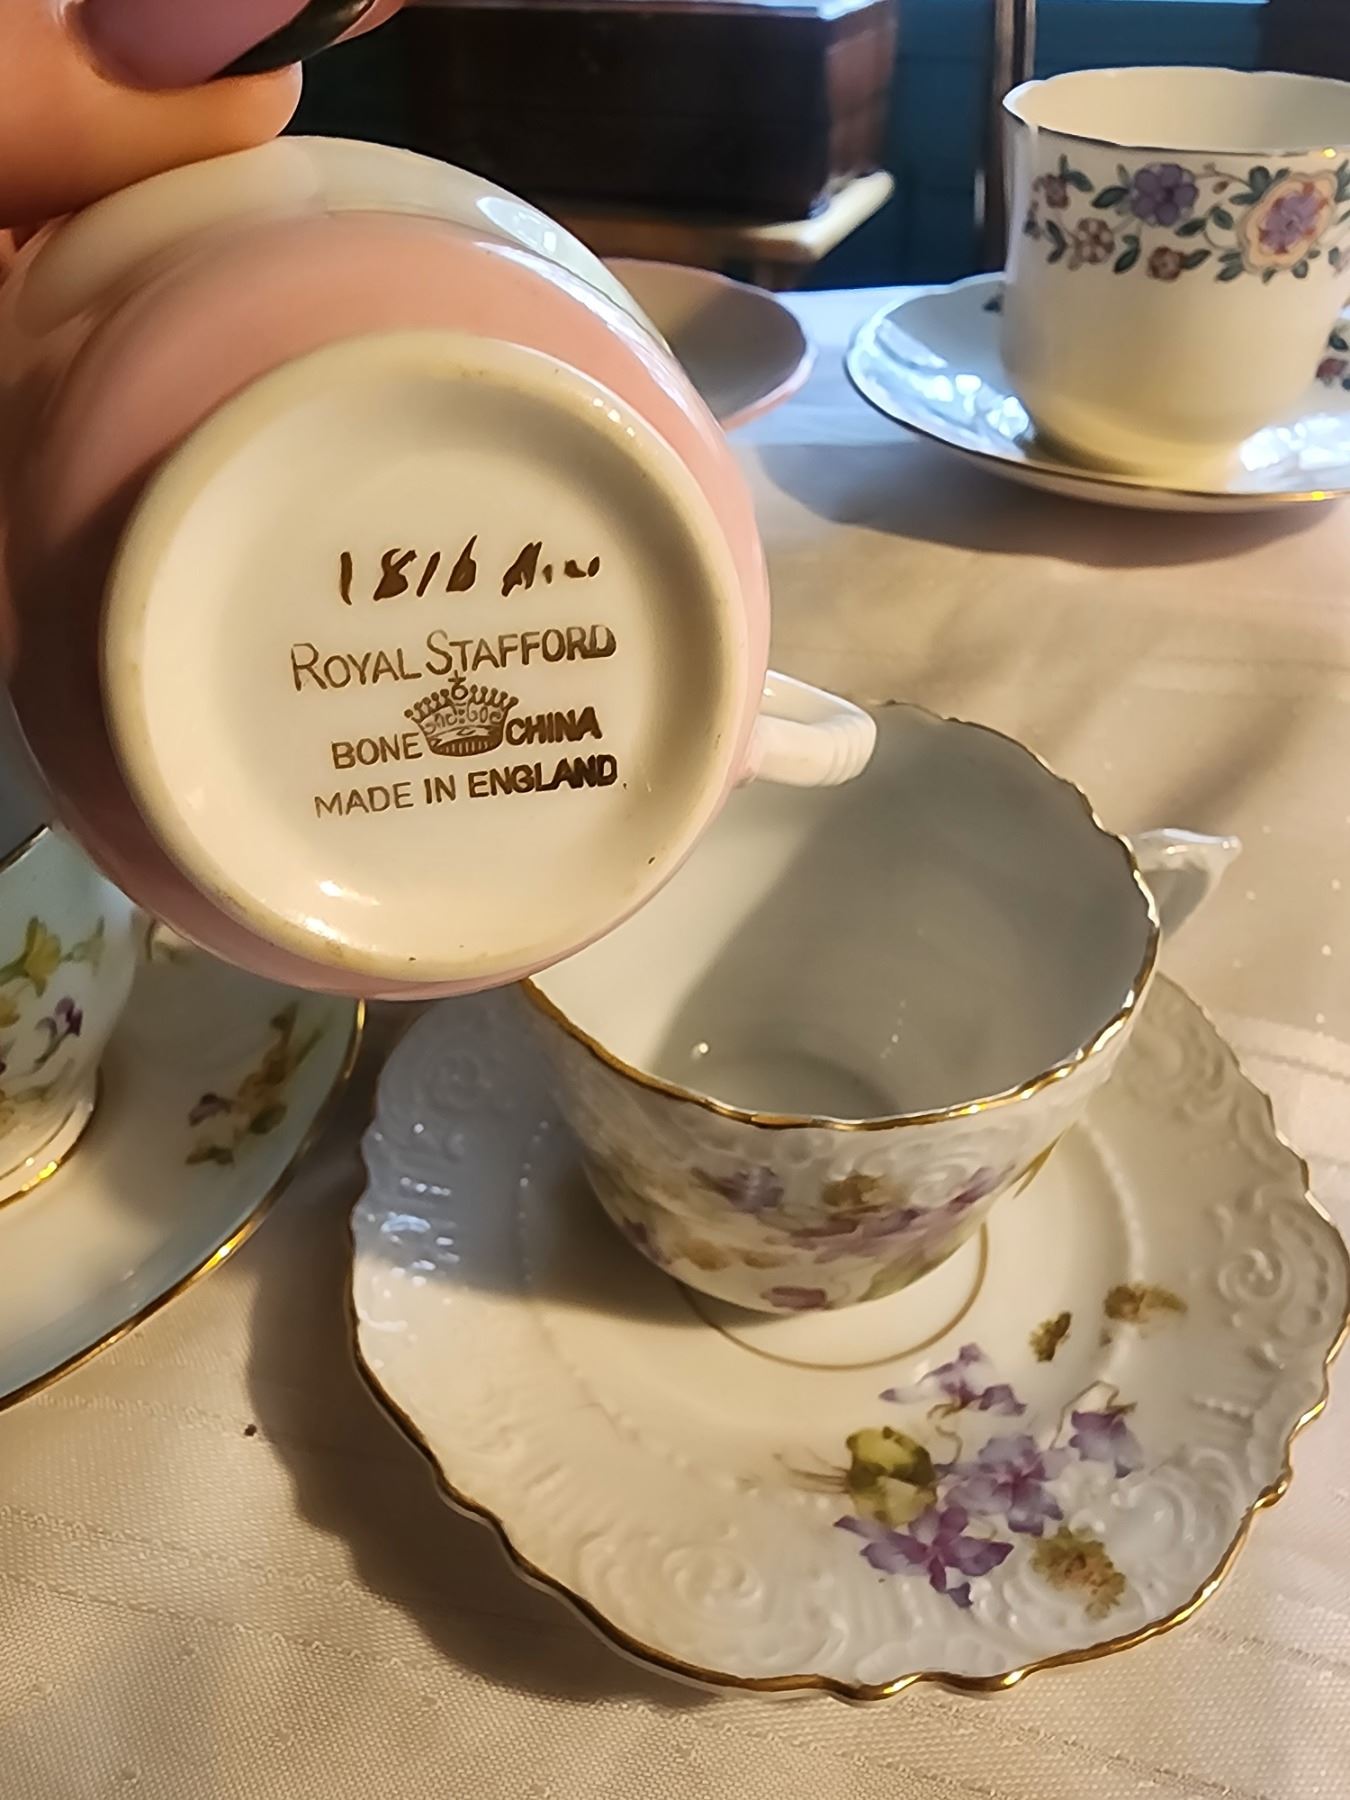 1816
ROYAL STAFFORD
BONE CHINA
MADE IN ENGLAND